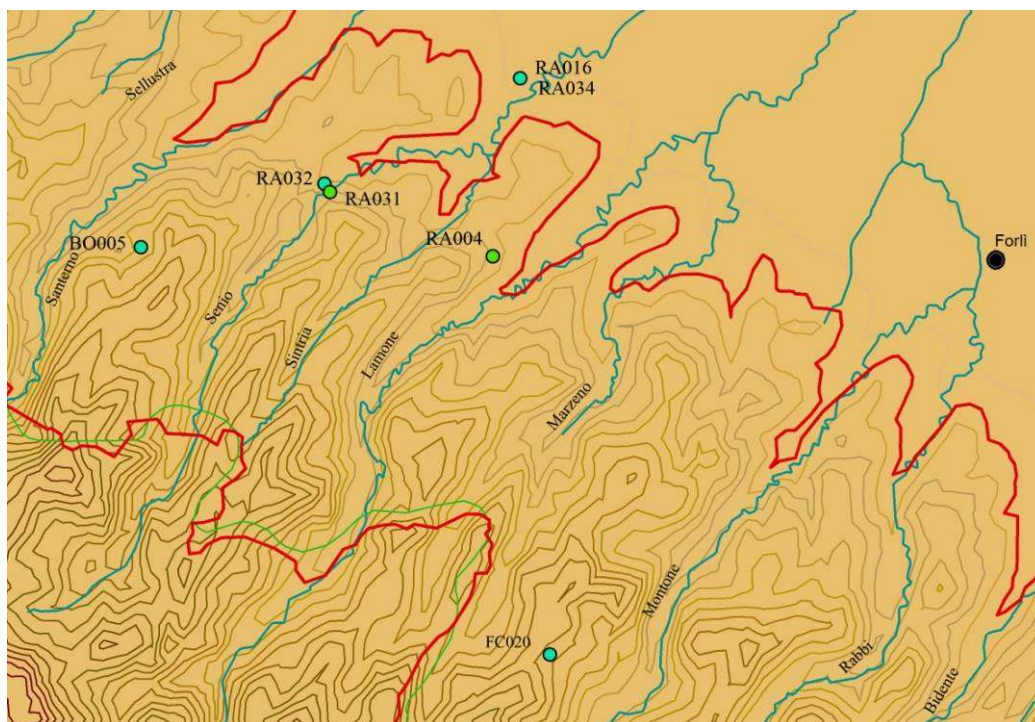 RA016
RA034
Sellustra
RA032
RA031
BO005
RA004
Forlì
Santerno
Senio
Sintria
Lamone
Marzeno
Montone
FC020
Rabbi
Bidente